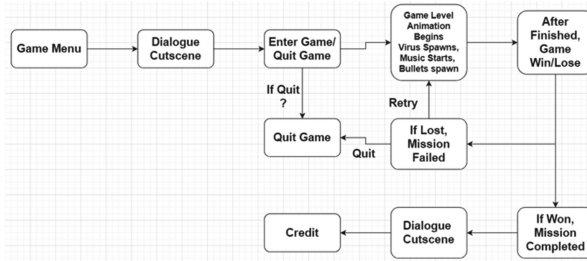 Game Menu
Dialogue
Cutscene
Enter Game/
Quit Game
Game Level
Animation
Begins
Virus Spawns,
Music Starts,
Bullets spawn
After
Finished,
Game
Win/Lose
If Quit
?
Retry
Quit Game
Quit
If Lost,
Mission
Failed
Credit
Dialogue
Cutscene
If Won,
Mission
Completed